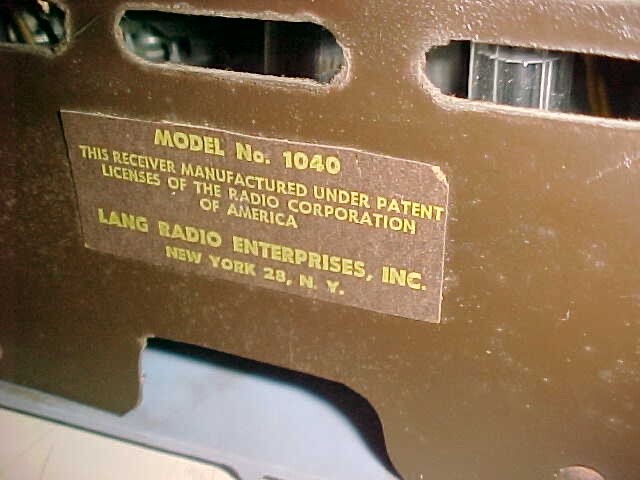 MODEL No. 1040
THIS RECEIVER MANUFACTURED UNDER PATENT
LICENSES OF THE RADIO CORPORATION
OF AMERICA
LANG RADIO ENTERPRISES, INC.
NEW YORK 28, N. Y.